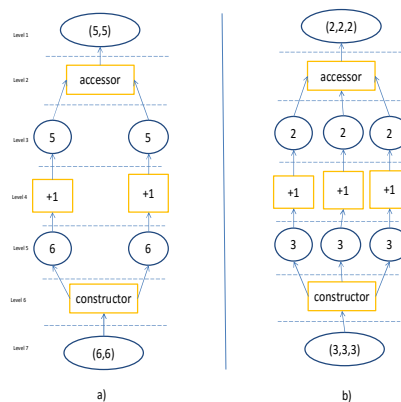 Level 1
(5,5)
(2,2,2)
Level 2
accessor
accessor
Level 3
5
5
2
2
2
Level 4
+1
+1
+1
+1
+1
Level 5
6
6
3
3
3
Level 6
constructor
constructor
Level 7
(6,6)
(3,3,3)
a)
b)